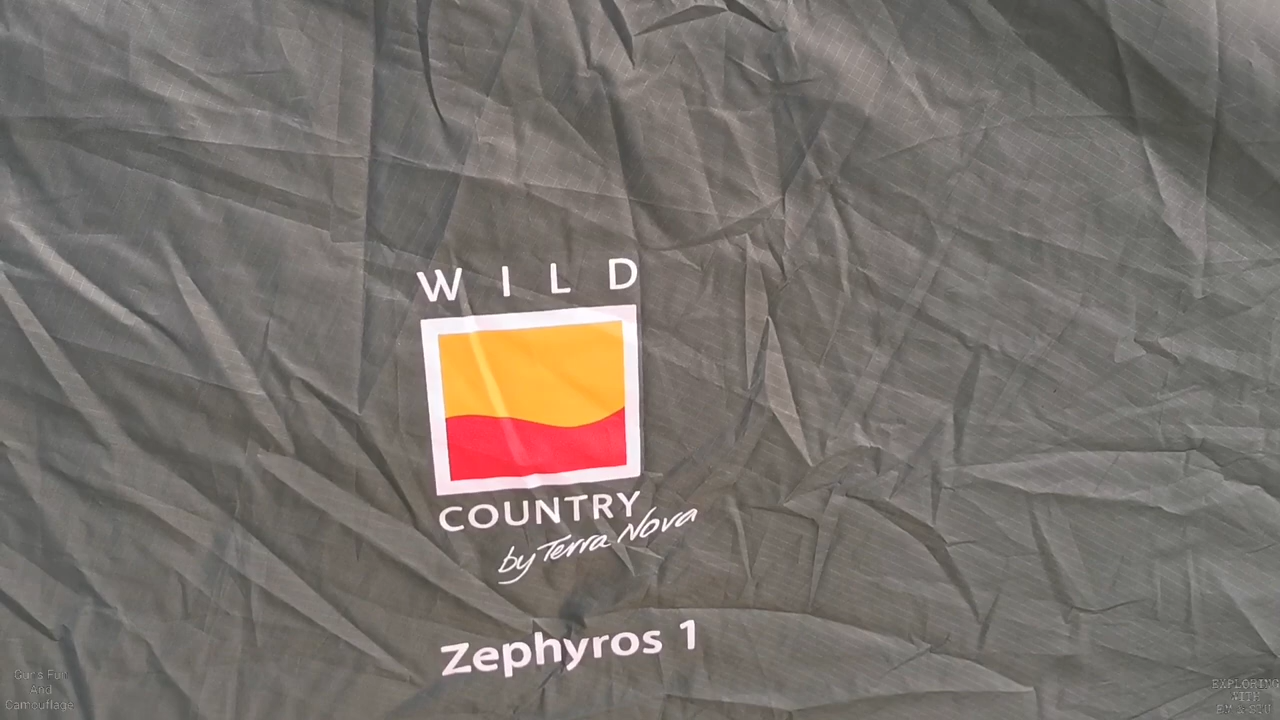 WILD
COUNTRY
by Terra Nova
Zephyros 1
Guns Fun
And
Camouflage
EXPLORING
WITH